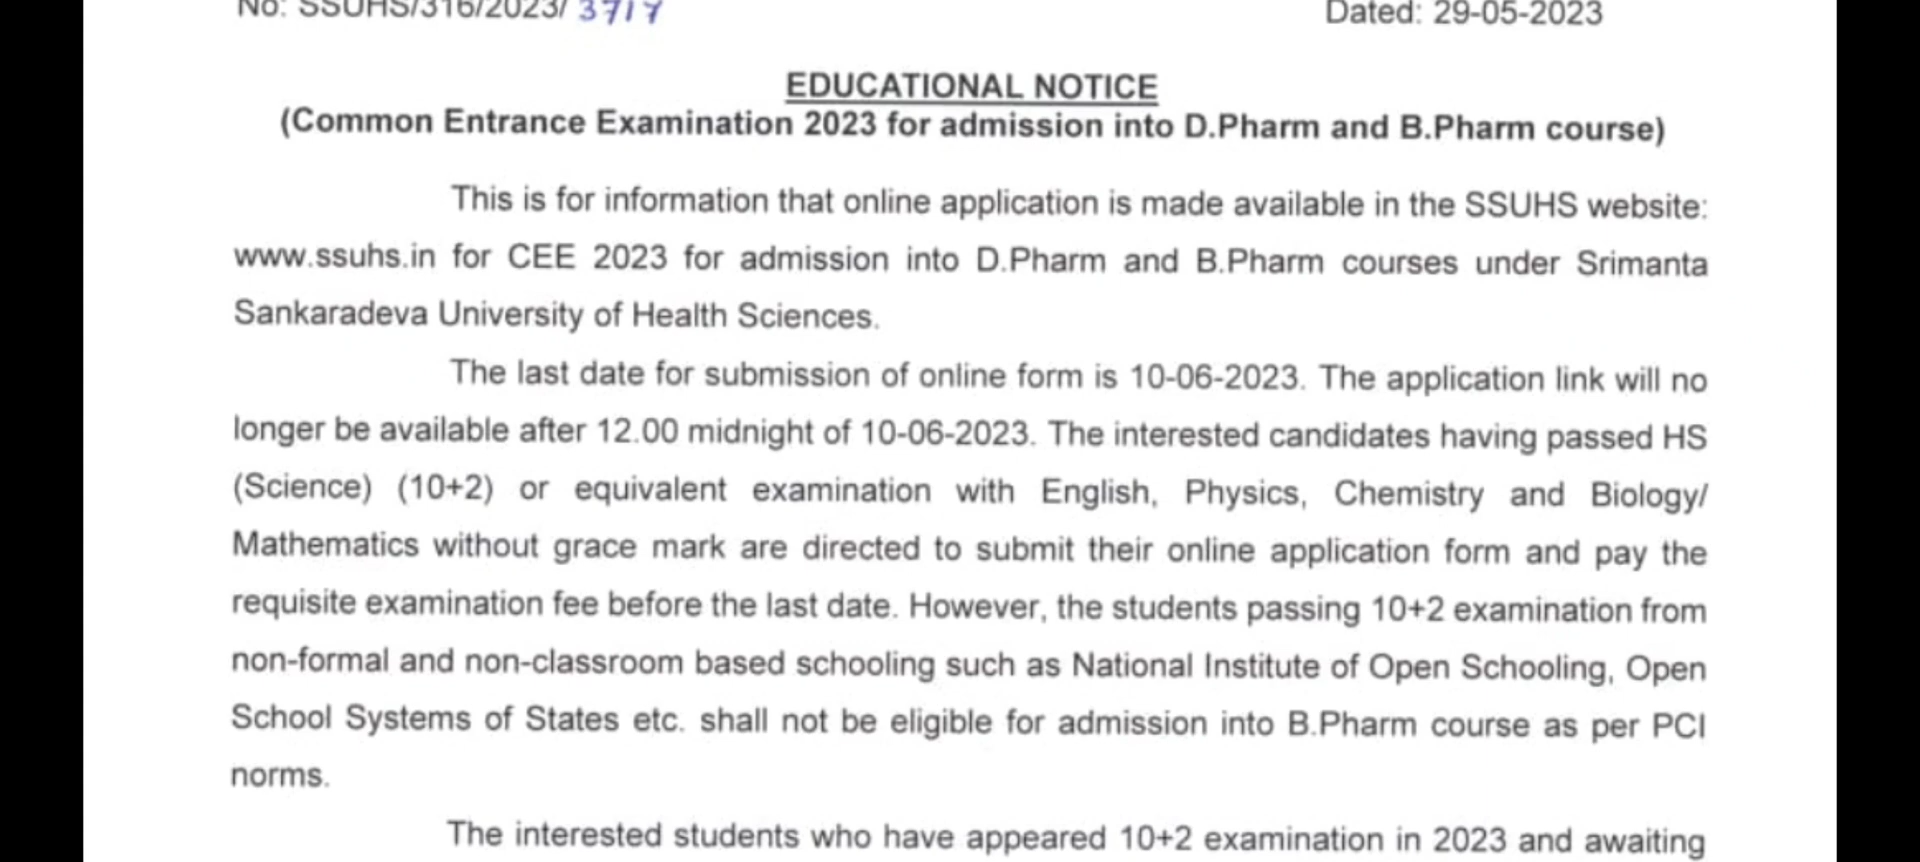 No: SSUHS/316/2023/ 3717 Dated: 29-05-2023
EDUCATIONAL NOTICE
(Common Entrance Examination 2023 for admission into D.Pharm and B.Pharm course)
This is for information that online application is made available in the SSUHS website:
www.ssuhs.in for CEE 2023 for admission into D.Pharm and B.Pharm courses under Srimanta
Sankaradeva University of Health Sciences.
The last date for submission of online form is 10-06-2023. The application link will no
longer be available after 12.00 midnight of 10-06-2023. The interested candidates having passed HS
(Science) (10+2) or equivalent examination with English, Physics, Chemistry and Biology/
Mathematics without grace mark are directed to submit their online application form and pay the
requisite examination fee before the last date. However, the students passing 10+2 examination from
non-formal and non-classroom based schooling such as National Institute of Open Schooling, Open
School Systems of States etc. shall not be eligible for admission into B.Pharm course as per PCI
norms.
The interested students who have appeared 10+2 examination in 2023 and awaiting